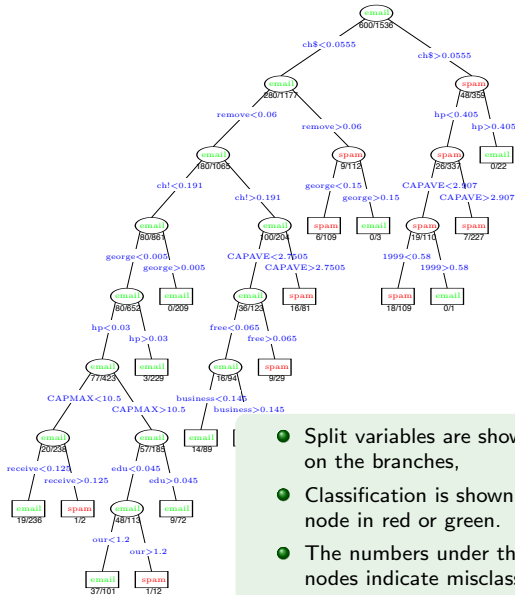 email
600/1536
ch$<0.0555
ch$>0.0555
email
280/1177
spam
48/359
remove<0.06
hp<0.405
remove>0.06
hp>0.405
email
180/1065
spam
9/112
spam
26/337
email
0/22
ch!<0.191
george<0.15
CAPAVE<2.907
ch!>0.191
george>0.15
CAPAVE>2.907
email
80/861
email
100/204
spam
6/109
email
0/3
spam
19/110
spam
7/227
george<0.005
CAPAVE<2.7505
1999<0.58
george>0.005
CAPAVE>2.7505
1999>0.58
email
80/652
email
0/209
email
36/123
spam
16/81
spam
18/109
email
0/1
hp<0.03
free<0.065
hp>0.03
free>0.065
email
77/423
email
3/229
email
16/94
spam
9/29
CAPMAX<10.5
business<0.145
CAPMAX>10.5
business>0.145
email
20/238
email
57/185
email
14/89
receive<0.125
edu<0.045
receive>0.125
edu>0.045
email
19/236
spam
1/2
email
48/113
email
9/72
our<1.2
our>1.2
email
37/101
spam
1/12
Split variables are
on the branches,
Classification is shown
node in red or green.
The numbers under
nodes indicate